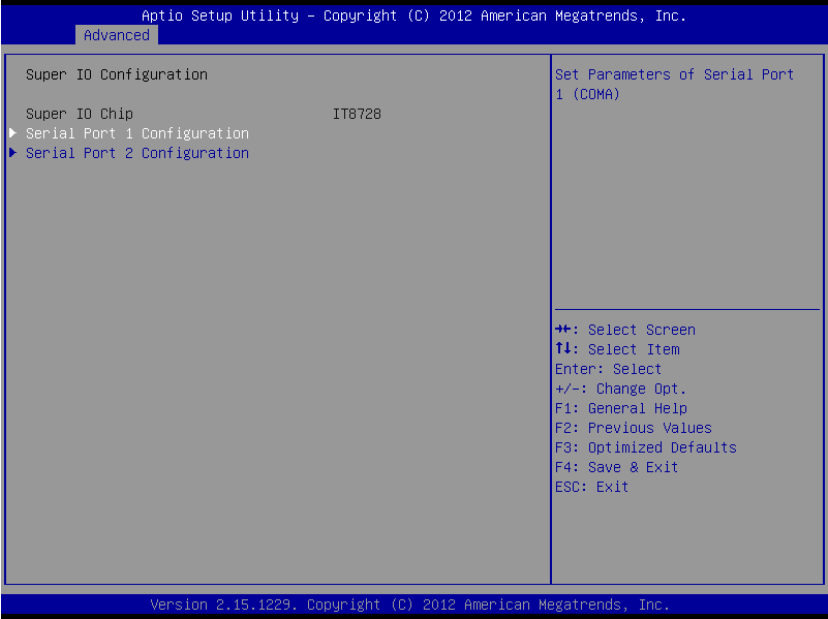 Aptio Setup Utility – Copyright (C) 2012 American Megatrends, Inc.
Advanced
Super IO Configuration
Super IO Chip IT8728
▶ Serial Port 1 Configuration
▶ Serial Port 2 Configuration
Set Parameters of Serial Port
1 (COMA)
→←: Select Screen
↑↓: Select Item
Enter: Select
+/-: Change Opt.
F1: General Help
F2: Previous Values
F3: Optimized Defaults
F4: Save & Exit
ESC: Exit
Version 2.15.1229. Copyright (C) 2012 American Megatrends, Inc.